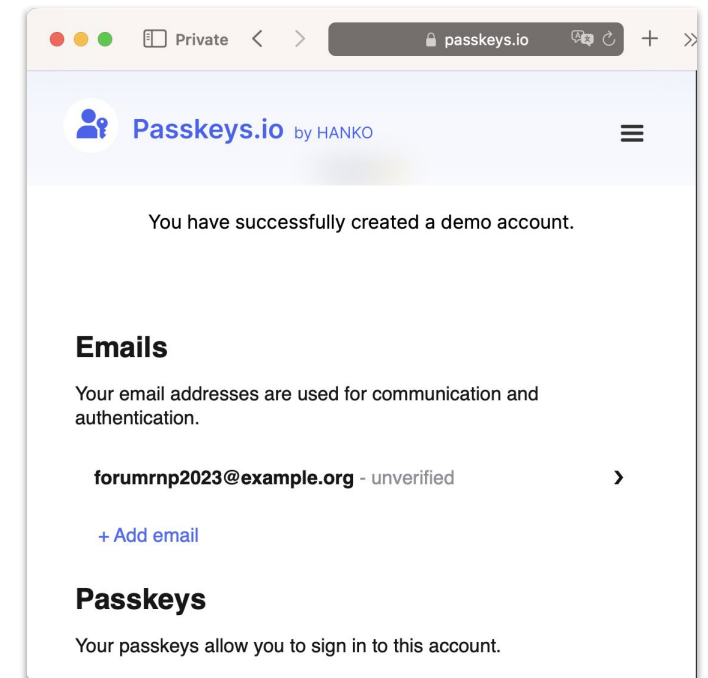 Private
passkeys.io
Passkeys.io by HANKO
You have successfully created a demo account.
Emails
Your email addresses are used for communication and
authentication.
forumrnp2023@example.org - unverified
+ Add email
Passkeys
Your passkeys allow you to sign in to this account.